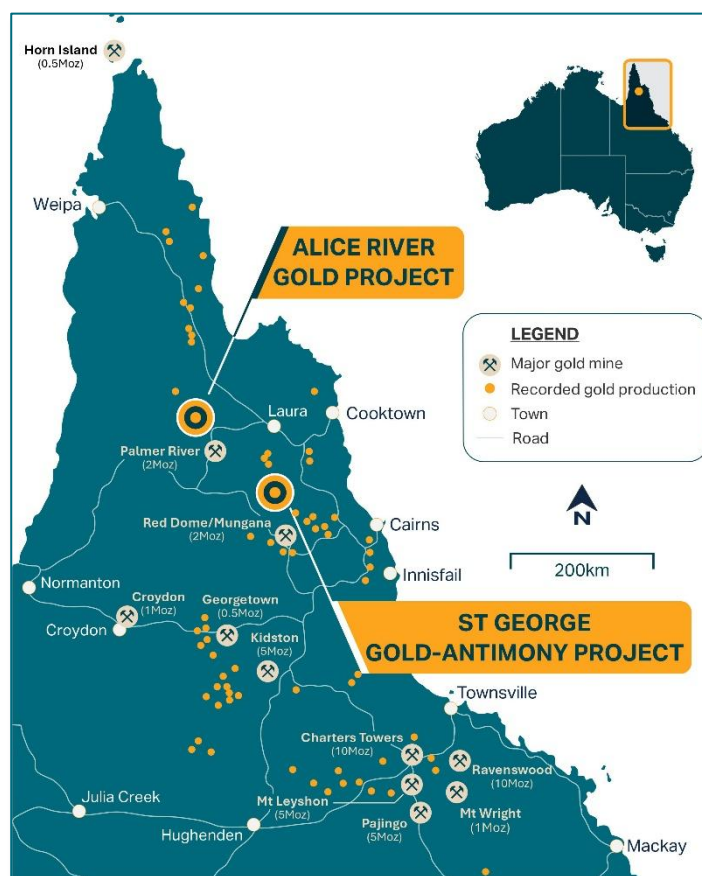 Horn Island
(0.5Moz)
Weipa
ALICE RIVER
GOLD PROJECT
LEGEND
Major gold mine
Recorded gold production
Town
Road
Laura
Cooktown
Palmer River
(2Moz)
N
200km
Red Dome/Mungana
(2Moz)
Cairns
Innisfail
Normanton
Croydon
(1Moz)
Croydon
Georgetown
(0.5Moz)
Kidston
(5Moz)
ST GEORGE
GOLD-ANTIMONY PROJECT
Townsville
Charters Towers
(10Moz)
Ravenswood
(10Moz)
Mt Leyshon
(5Moz)
Mt Wright
(1Moz)
Pajingo
(5Moz)
Julia Creek
Hughenden
Mackay